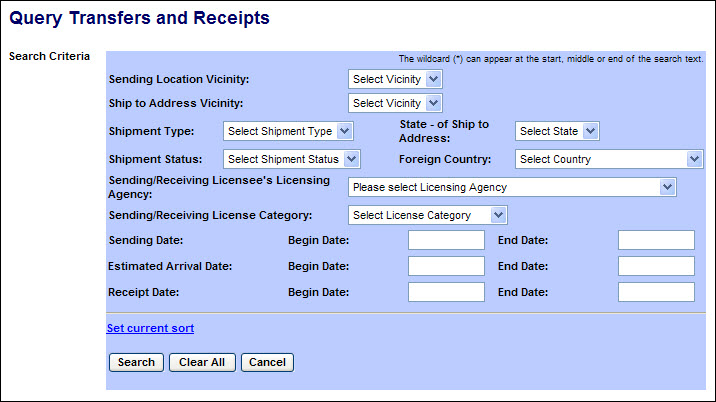 Query Transfers and Receipts
Search Criteria
The wildcard (*) can appear at the start, middle or end of the search text.
Sending Location Vicinity: Select Vicinity
Ship to Address Vicinity: Select Vicinity
Shipment Type: Select Shipment Type State - of Ship to Address: Select State
Shipment Status: Select Shipment Status Foreign Country: Select Country
Sending/Receiving Licensee's Licensing Agency: Please select Licensing Agency
Sending/Receiving License Category: Select License Category
Sending Date: Begin Date: End Date:
Estimated Arrival Date: Begin Date: End Date:
Receipt Date: Begin Date: End Date:
Set current sort
Search Clear All Cancel